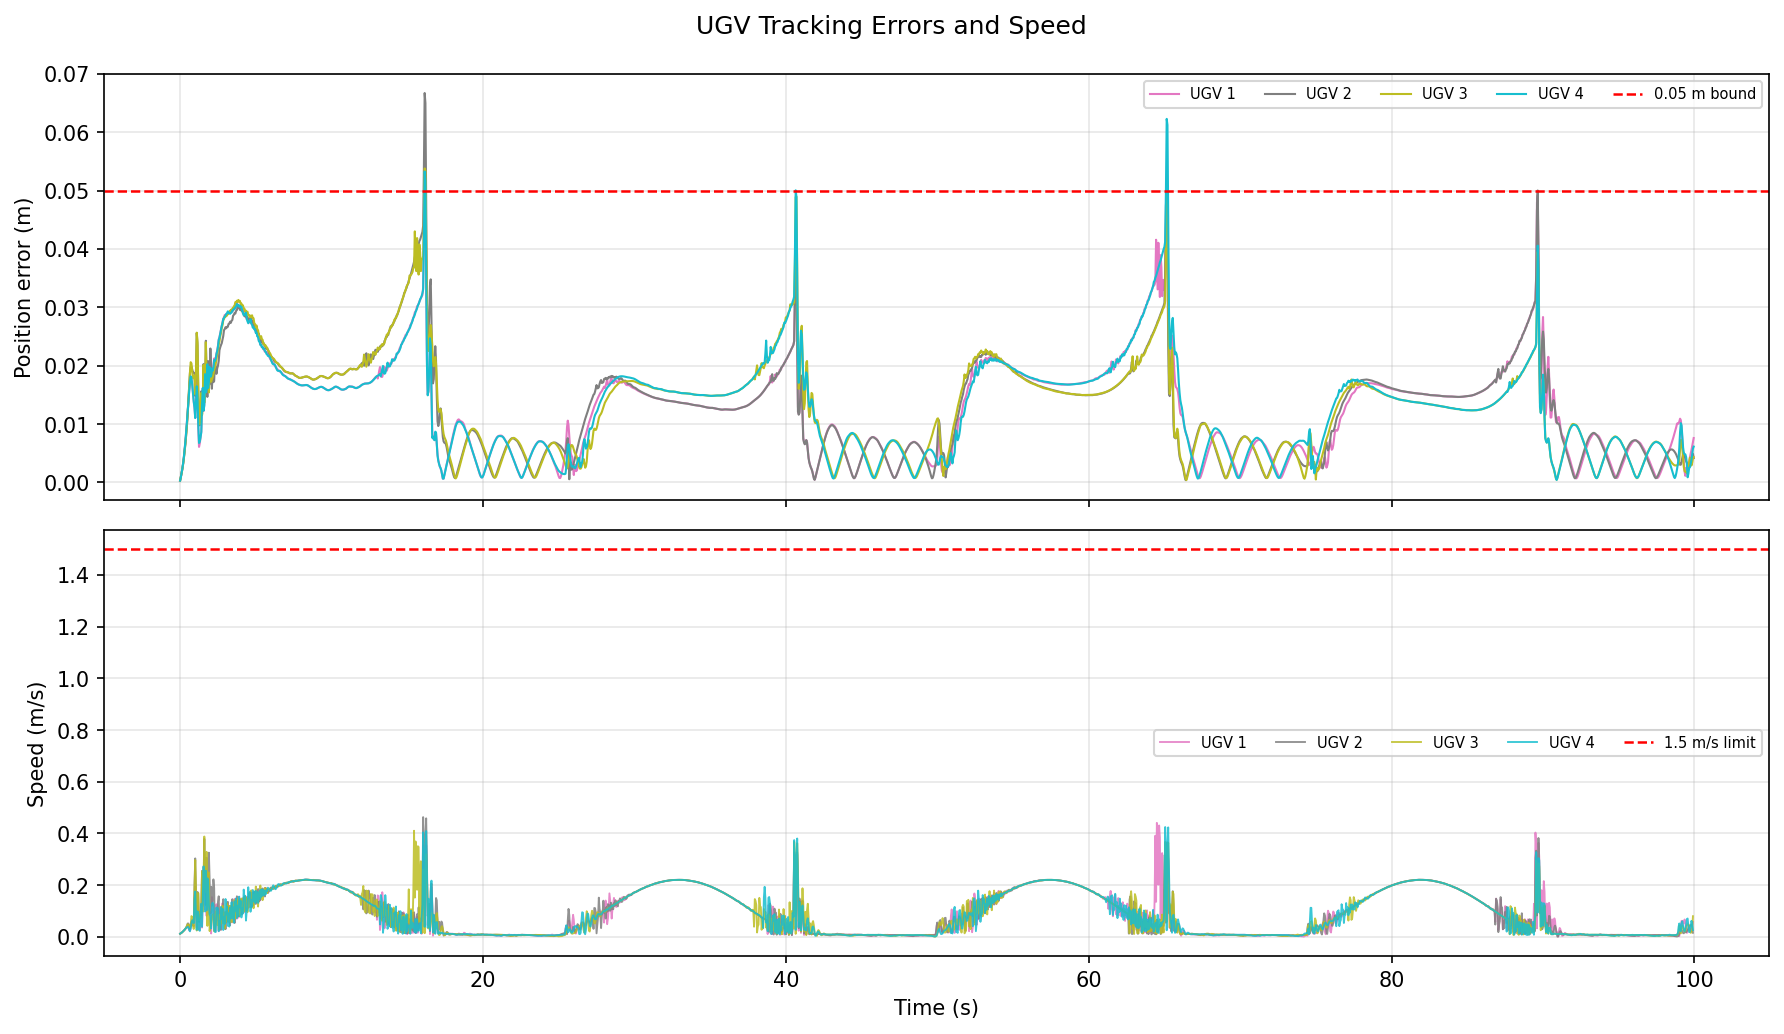 UGV Tracking Errors and Speed
Position error (m)
0.07
0.06
0.05
0.04
0.03
0.02
0.01
0.00
UGV 1 UGV 2 UGV 3 UGV 4 0.05 m bound
Speed (m/s)
1.4
1.2
1.0
0.8
0.6
0.4
0.2
0.0
UGV 1 UGV 2 UGV 3 UGV 4 1.5 m/s limit
0 20 40 60 80 100
Time (s)